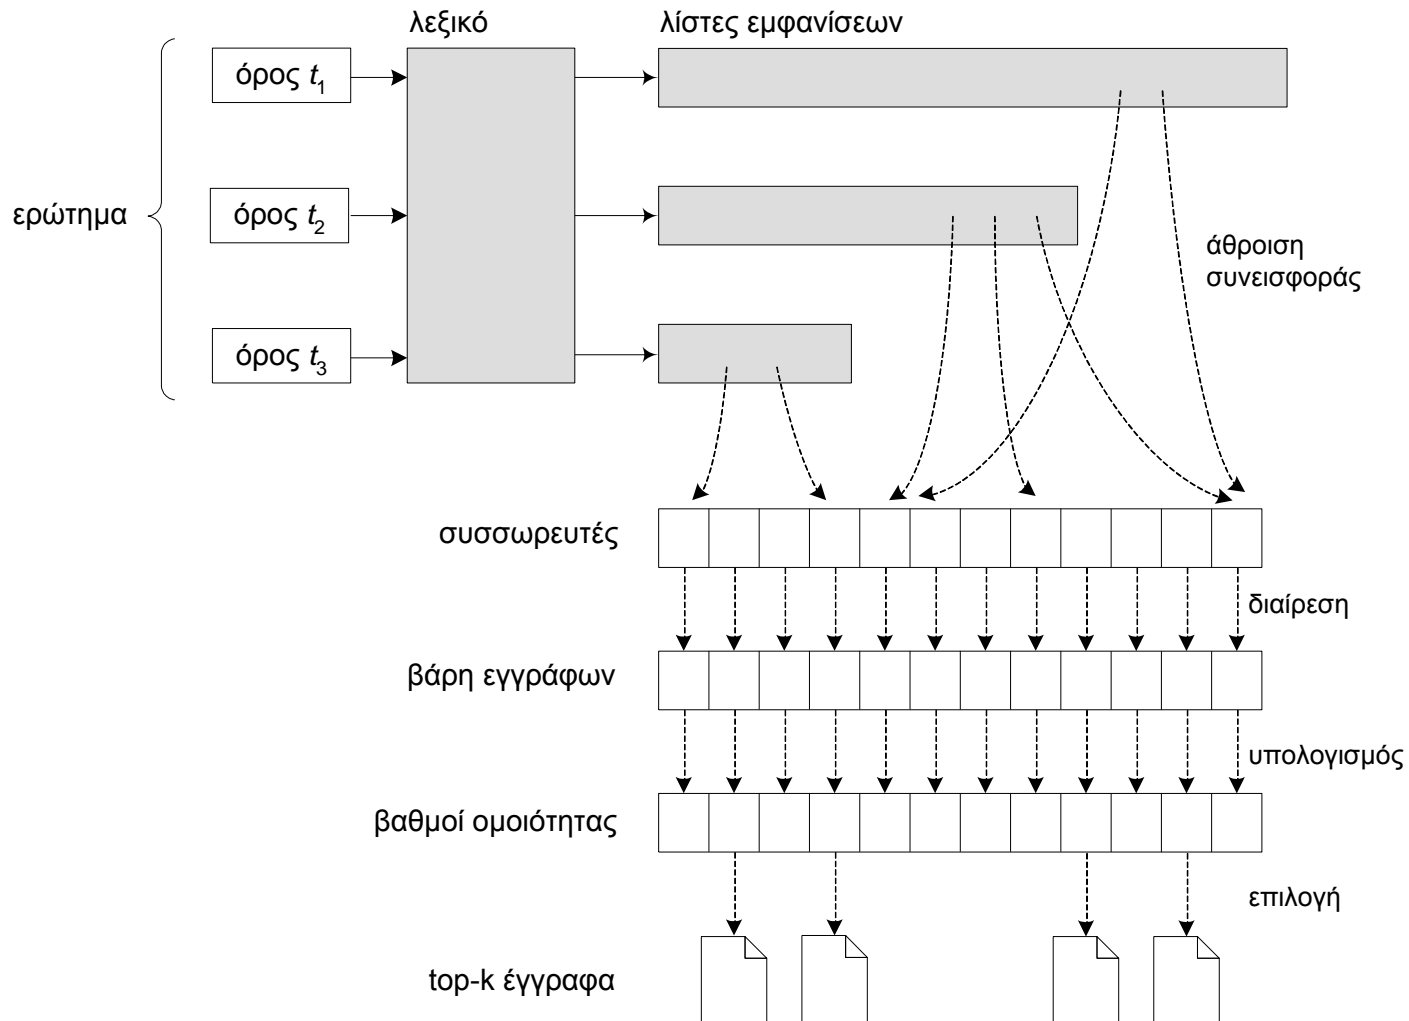 λεξικό
λίστες εμφανίσεων
όρος t1
ερώτημα
όρος t2
άθροιση
συνεισφοράς
όρος t3
συσσωρευτές
διαίρεση
βάρη εγγράφων
υπολογισμός
βαθμοί ομοιότητας
επιλογή
top-k έγγραφα